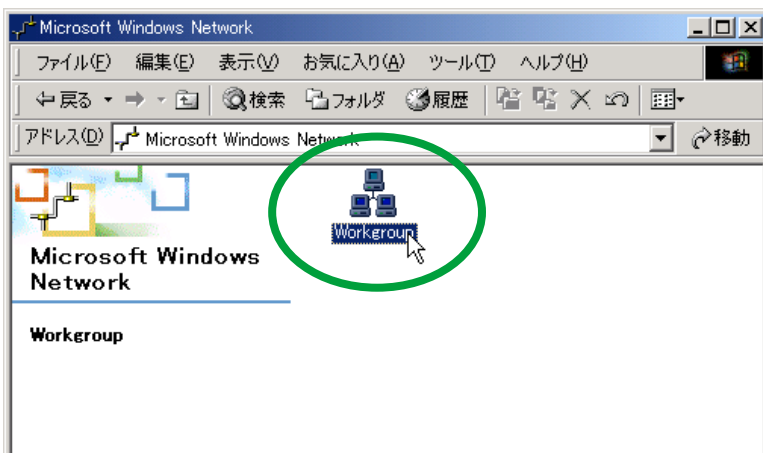 Microsoft Windows Network
ファイル(F) 編集(E) 表示(V) お気に入り(A) ツール(T) ヘルプ(H)
戻る 検索 フォルダ 履歴
アドレス(D) Microsoft Windows Network 移動
Workgroup
Microsoft Windows
Network
Workgroup